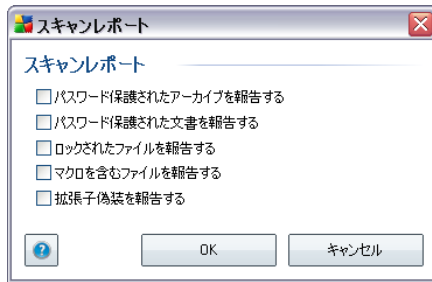 スキャンレポート
スキャンレポート
パスワード保護されたアーカイブを報告する
パスワード保護された文書を報告する
ロックされたファイルを報告する
マクロを含むファイルを報告する
拡張子偽装を報告する
OK
キャンセル